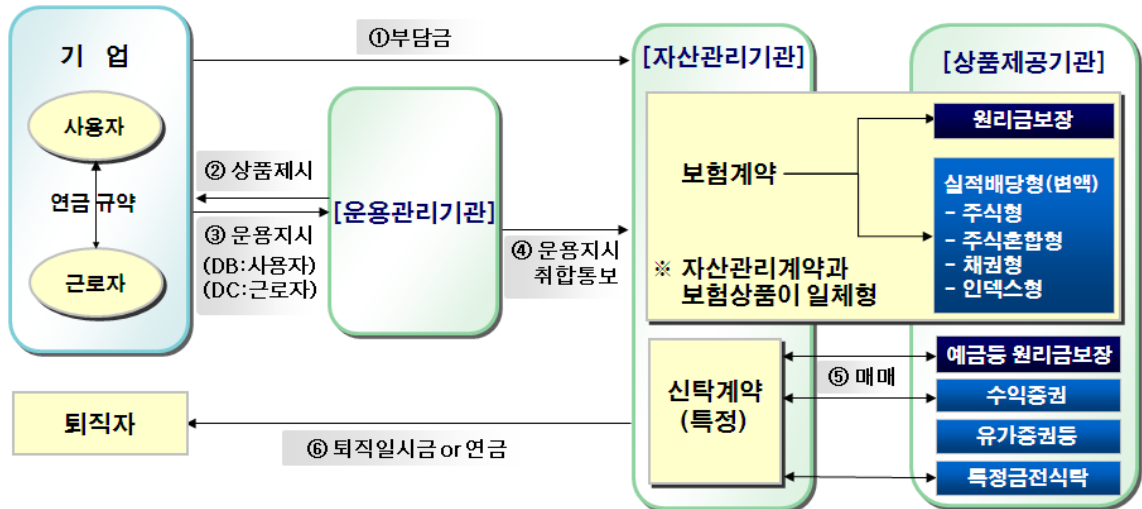 기 업
사용자
연금 규약
근로자
퇴직자
①부담금
② 상품제시
③ 운용지시
(DB:사용자)
(DC:근로자)
[운용관리기관]
④ 운용지시
취합통보
[자산관리기관]
[상품제공기관]
보험계약
※ 자산관리계약과
보험상품이 일체형
원리금보장
실적배당형(변액)
- 주식형
- 주식혼합형
- 채권형
- 인덱스형
신탁계약
(특정)
⑤ 매매
예금등 원리금보장
수익증권
유가증권등
특정금전식탁
⑥ 퇴직일시금 or 연금